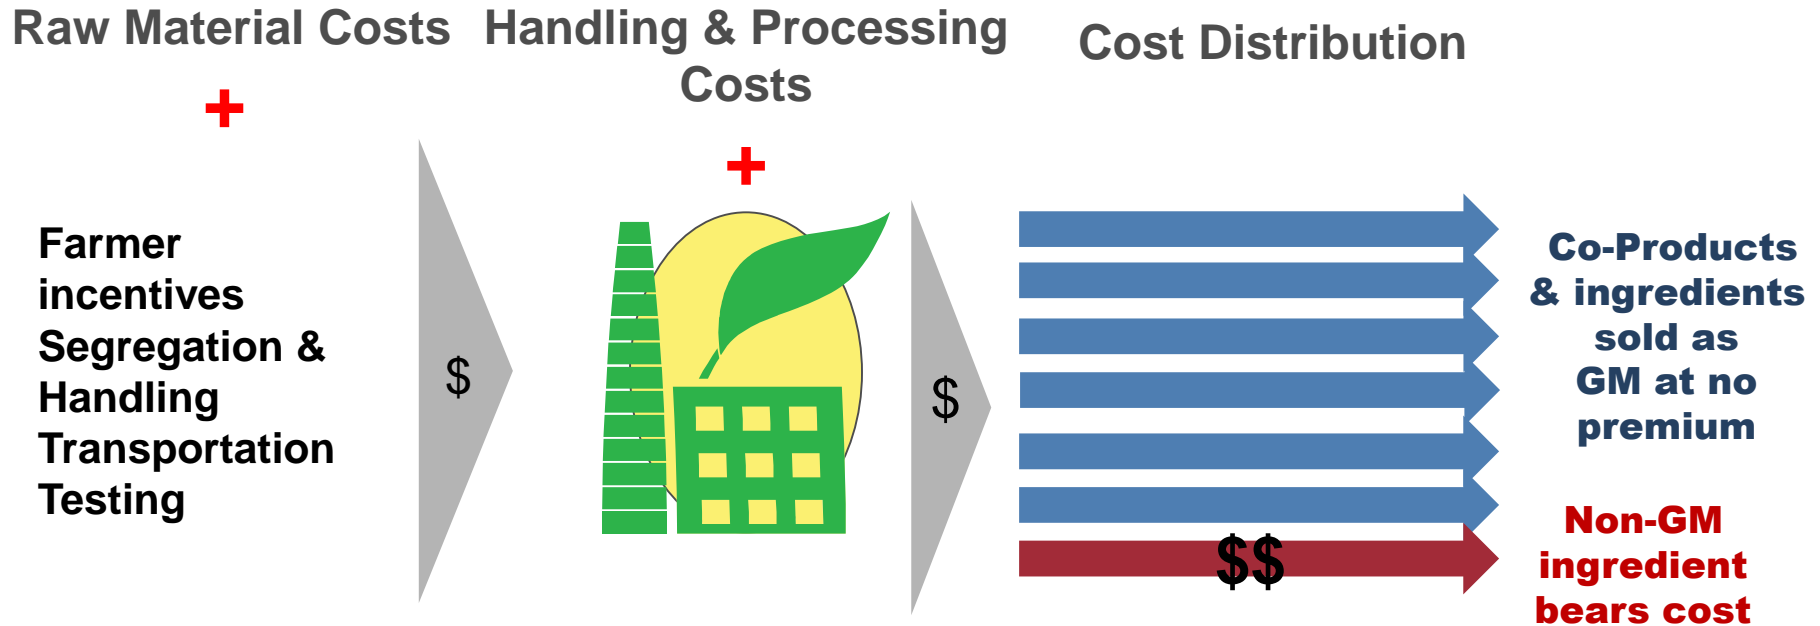 Raw Material Costs
+
Farmer
incentives
Segregation &
Handling
Transportation
Testing
$
Handling & Processing
Costs
+
$
Cost Distribution
$$
Co-Products
& ingredients
sold as
GM at no
premium
Non-GM
ingredient
bears cost